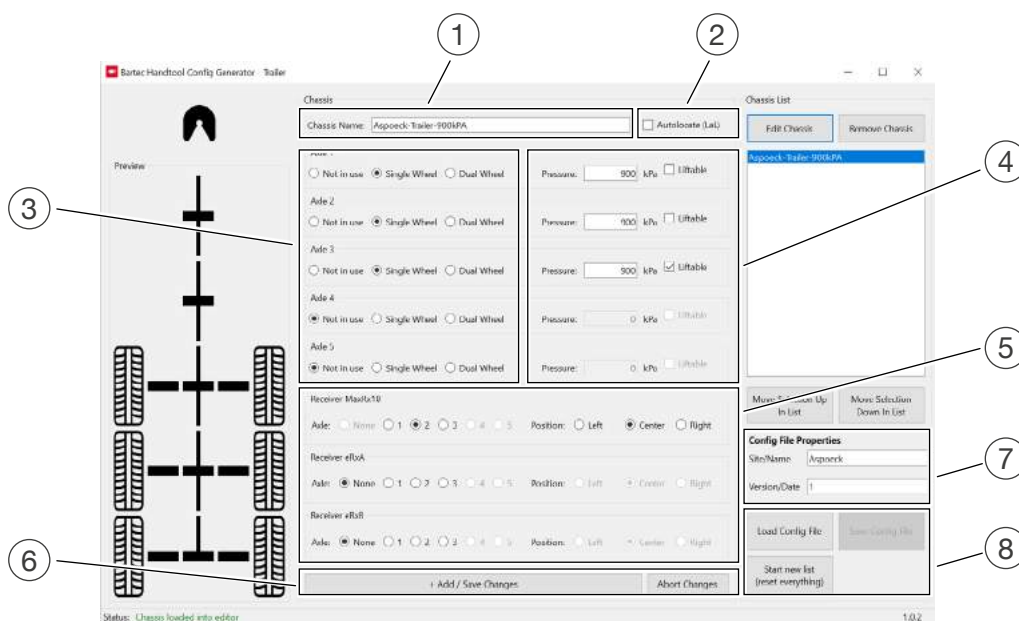 1
2
Bartec Handtool Config Generator Trailer
Chassis
Chassis List
Chassis Name: Aspoeck-Trailer-900kPA
Autolocate (LaL)
Edit Chassis
Remove Chassis
Preview
Axle 1
Aspoeck-Trailer-900kPA
Not in use Single Wheel Dual Wheel
Pressure: 900 kPa Liftable
4
3
Axle 2
Not in use Single Wheel Dual Wheel
Pressure: 900 kPa Liftable
Axle 3
Not in use Single Wheel Dual Wheel
Pressure: 900 kPa Liftable
Axle 4
Not in use Single Wheel Dual Wheel
Pressure: 0 kPa Liftable
Axle 5
Not in use Single Wheel Dual Wheel
Pressure: 0 kPa Liftable
5
Receiver MaxRx10
Axle: None 1 2 3 4 5 Position: Left Center Right
Move Selection Up
In List
Move Selection
Down In List
Receiver eRxA
Axle: None 1 2 3 4 5 Position: Left Center Right
Config File Properties
Site/Name Aspoeck
Version/Date 1
7
Receiver eRxB
Axle: None 1 2 3 4 5 Position: Left Center Right
Load Config File
Save Config File
8
6
+ Add / Save Changes
Abort Changes
Start new list
(reset everything)
Status: Chassis loaded into editor
1.0.2